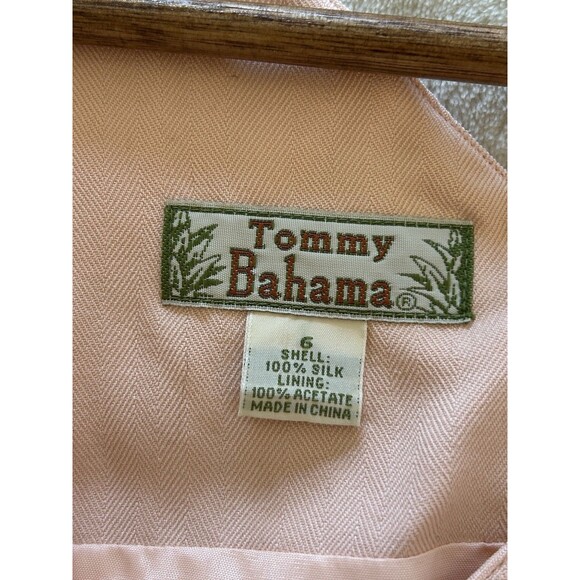 Tommy
Bahama®
6
SHELL:
100% SILK
LINING:
100% ACETATE
MADE IN CHINA